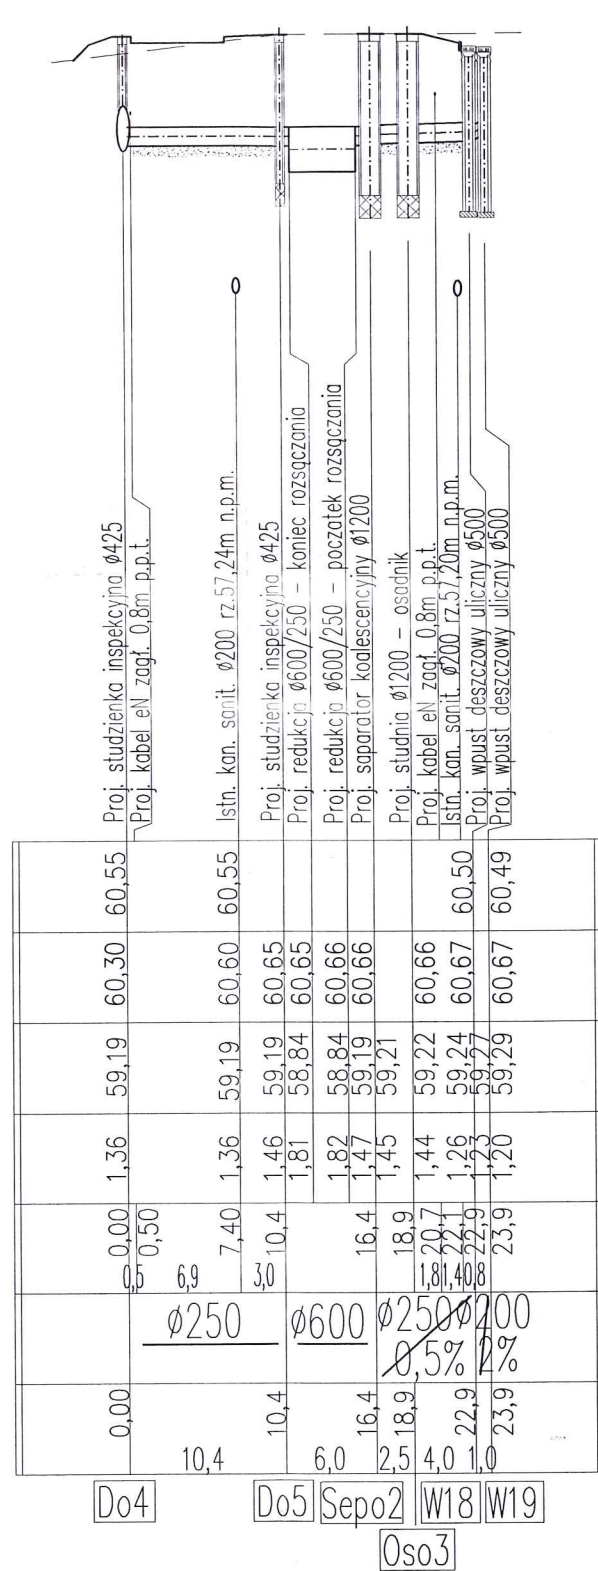 Proj. studzienka inspekcyjna ø425
Proj. kabel eN zagł. 0,8m p.p.t.
Istn. kan. sanit. ø200 rz.57,24m n.p.m.
Proj. studzienka inspekcyjna ø425
Proj. redukcja ø600/250 – koniec rozsączania
Proj. redukcja ø600/250 – początek rozsączania
Proj. saparator koalescencyjny ø1200
Proj. studnia ø1200 – osadnik
Proj. kabel eN zagł. 0,8m p.p.t.
Istn. kan. sanit. ø200 rz.57,20m n.p.m.
Proj. wpust deszczowy uliczny ø500
Proj. wpust deszczowy uliczny ø500
60,55 60,55 60,50 60,49
60,30 60,60 60,65 60,65 60,66 60,66 60,66 60,67 60,67
59,19 59,19 59,19 58,84 58,84 59,19 59,21 59,22 59,24 59,27 59,29
1,36 1,36 1,46 1,81 1,82 1,47 1,45 1,44 1,26 1,23 1,20
0,00 0,50 7,40 10,4 16,4 18,9 20,7 22,1 22,9 23,9
0,5 6,9 3,0 1,8 1,4 0,8
ø250 ø600 ø250 ø200
0,5% 2%
0,00 10,4 16,4 18,9 22,9 23,9
10,4 6,0 2,5 4,0 1,0
Do4 Do5 Sepo2 W18 W19
Oso3